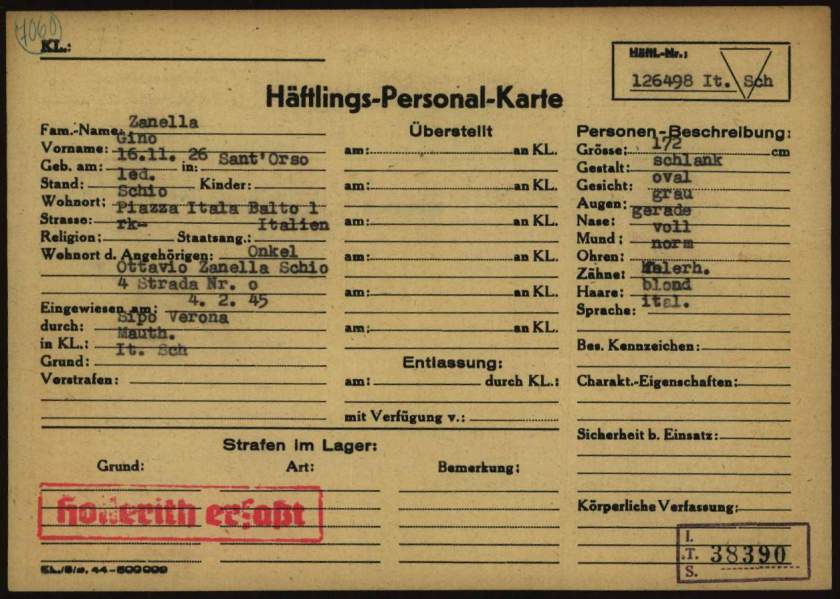 7060
KL.:
Häftl.-Nr.:
126498 It. Sch
Häftlings-Personal-Karte
Fam.-Name: Zanella
Vorname: Gino
Geb. am: 16.11. 26 in: Sant'Orso
Stand: led. Kinder:
Wohnort: Schio
Strasse: Piazza Itala Balto 1
Religion: rk- Staatsang.: Italien
Wohnort d. Angehörigen: Onkel
Ottavio Zanella Schio
4 Strada Nr. o
Eingewiesen am: 4. 2. 45
durch: Sipo Verona
in KL.: Mauth.
Grund: It. Sch
Vorstrafen:
Überstellt
am: an KL.
am: an KL.
am: an KL.
am: an KL.
am: an KL.
am: an KL.
Entlassung:
am: durch KL.:
mit Verfügung v.:
Personen-Beschreibung:
Grösse: 172 cm
Gestalt: schlank
Gesicht: oval
Augen: grau
Nase: gerade
Mund: voll
Ohren: norm
Zähne: felerh.
Haare: blond
Sprache: ital.
Bes. Kennzeichen:
Charakt.-Eigenschaften:
Sicherheit b. Einsatz:
Körperliche Verfassung:
Strafen im Lager:
Grund: Art: Bemerkung:
Hollerith erfaßt
I.
.T. 38390
S.